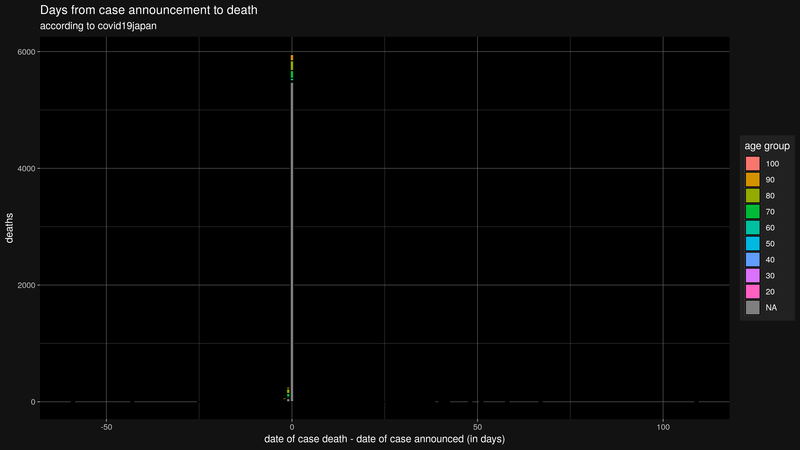 Days from case announcement to death
according to covid19japan
6000
4000
2000
0
deaths
-50
0
50
100
date of case death - date of case announced (in days)
age group
100
90
80
70
60
50
40
30
20
NA